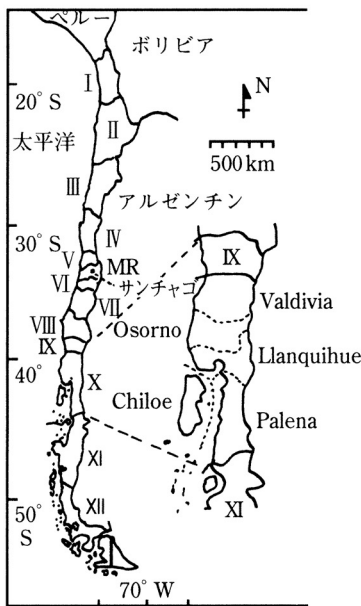 ペルー
ボリビア
I
N
20° S
II
太平洋
500 km
III
アルゼンチン
30° S
IV
V
MR
IX
VI
サンチャゴ
VII
Valdivia
VIII
Osorno
IX
Llanquihue
40°
X
Chiloe
Palena
XI
XI
50°
S
XII
70° W